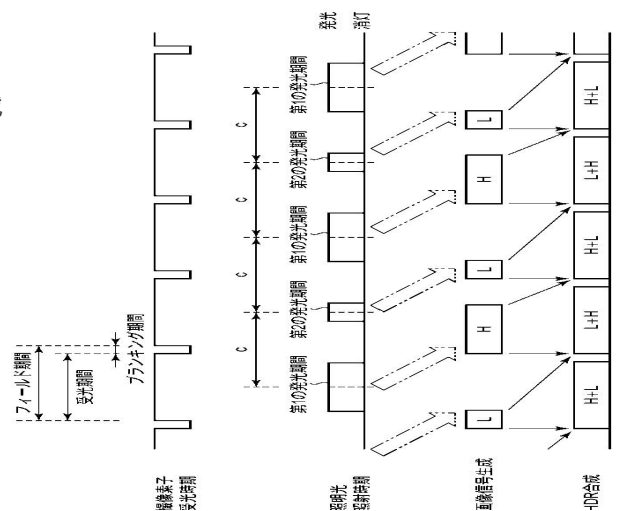 フィールド期間
受光期間
ブランキング期間
撮像素子
受光時期
c
c
c
c
第1の発光期間
第2の発光期間
第1の発光期間
第2の発光期間
第1の発光期間
発光
消灯
照明光
照射時期
画像信号生成
L
H
L
H
L
HDR合成
H+L
L+H
H+L
L+H
H+L